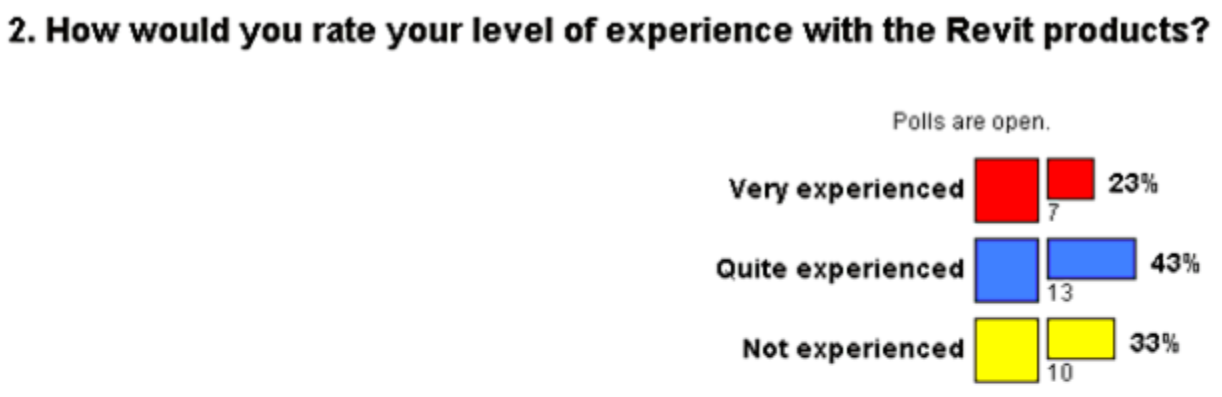 2. How would you rate your level of experience with the Revit products?
Polls are open.
Very experienced 23%
7
Quite experienced 43%
13
Not experienced 33%
10